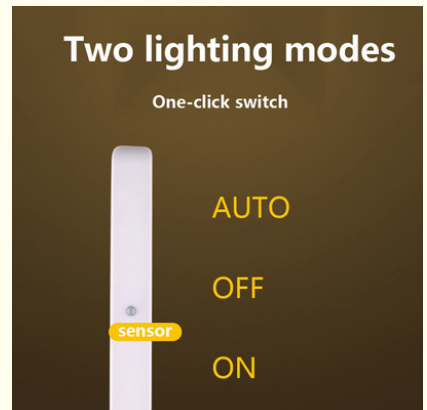 Two lighting modes
One-click switch
AUTO
OFF
sensor
ON